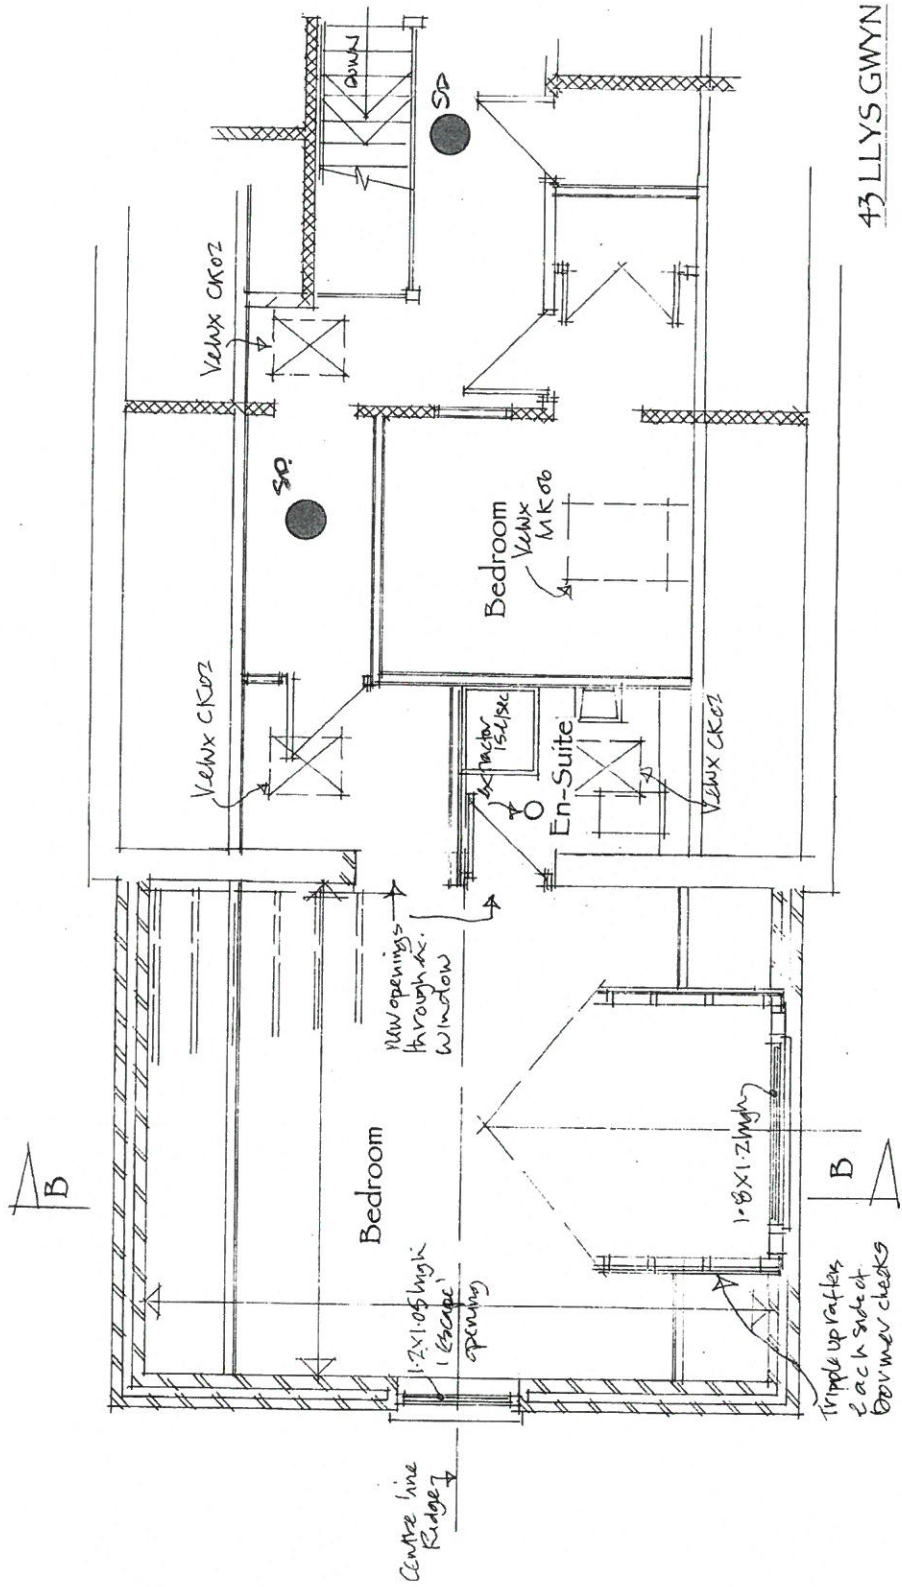 DOWN
SD
Velux CK02
SD.
Velux CK02
Bedroom
Velux
MK06
extractor
15l/sec
En-Suite
Velux CK02
New openings
through ex.
window
Bedroom
1.8x1.2 high
B
B
1.2x1.05 high
'escape'
opening
Tripple up rafters
each side of
Dormer cheeks
Centre line
Ridge
43 LLYS GWYN